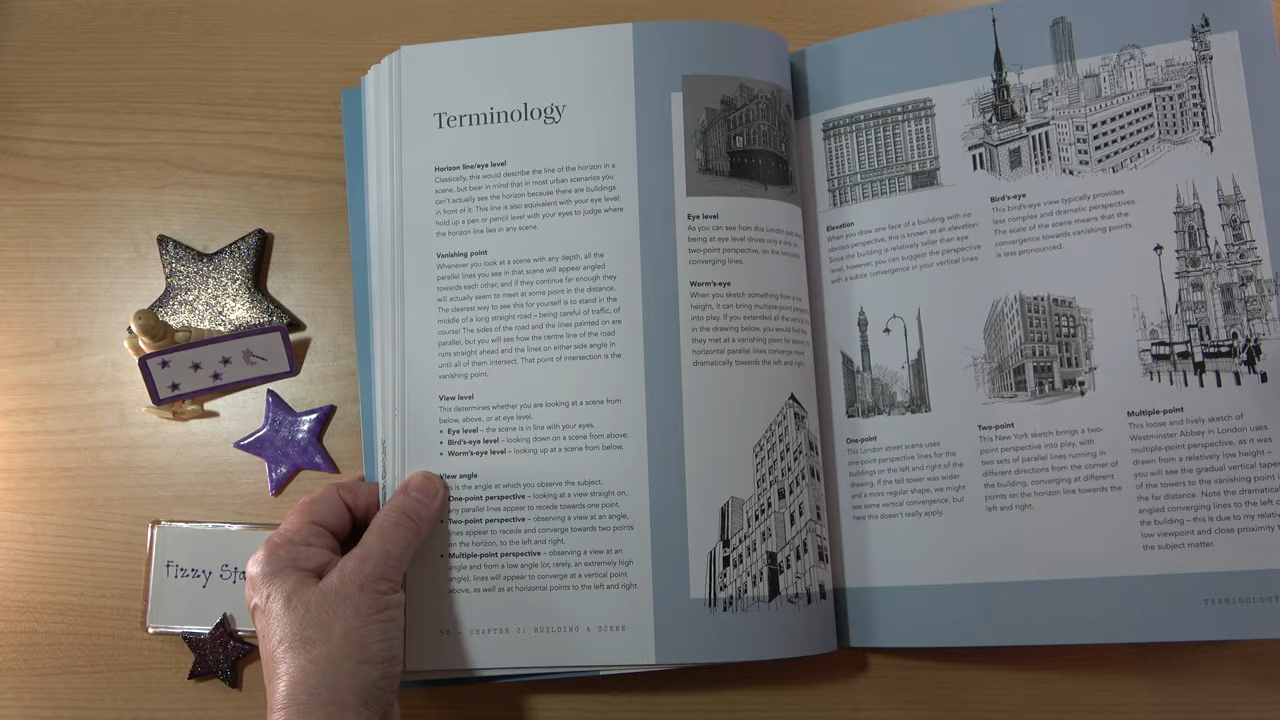 Terminology
Horizon line/eye level
Classically, this would describe the line of the horizon in a
scene, but bear in mind that in most urban scenarios you
can't actually see the horizon because there are buildings
in front of it. This line is also equivalent with your eye level:
hold up a pen or pencil level with your eyes to judge where
the horizon line lies in any scene.
Vanishing point
Whenever you look at a scene with any depth, all the
parallel lines you see in that scene will appear angled
towards each other, and if they continue far enough they
will actually seem to meet at some point in the distance.
The clearest way to see this for yourself is to stand in the
middle of a long straight road – being careful of traffic, of
course! The sides of the road and the lines painted on are
parallel, but you will see how the centre line of the road
runs straight ahead and the lines on either side angle in
until all of them intersect. That point of intersection is the
vanishing point.
View level
This determines whether you are looking at a scene from
below, above, or at eye level.
• Eye level – the scene is in line with your eyes.
• Bird's-eye level – looking down on a scene from above.
• Worm's-eye level – looking up at a scene from below.
View angle
is the angle at which you observe the subject.
One-point perspective – looking at a view straight on,
any parallel lines appear to recede towards one point.
• Two-point perspective – observing a view at an angle,
lines appear to recede and converge towards two points
on the horizon, to the left and right.
• Multiple-point perspective – observing a view at an
angle and from a low angle (or, rarely, an extremely high
angle), lines will appear to converge at a vertical point
above, as well as at horizontal points to the left and right.
– CHAPTER 2: BUILDING A SCENE
Eye level
As you can see from this London pub
being at eye level drives only a one- or
two-point perspective, on the horizontal
converging lines.
Worm's-eye
When you sketch something from a low
height, it can bring multiple-point perspective
into play. If you extended all the vertical
in the drawing below, you would find
they met at a vanishing point far above
horizontal parallel lines converge more
dramatically towards the left and right.
Elevation
When you draw one face of a building with no
obvious perspective, this is known as an elevation.
Since the building is relatively taller than eye
level, however, you can suggest the perspective
with a subtle convergence in your vertical lines.
Bird's-eye
This bird's-eye view typically provides
less complex and dramatic perspectives.
The scale of the scene means that the
convergence towards vanishing points
is less pronounced.
One-point
This London street scene uses
one-point perspective lines for the
buildings on the left and right of the
drawing. If the tall tower was wider
and a more regular shape, we might
see some vertical convergence, but
here this doesn't really apply.
Two-point
This New York sketch brings a two-
point perspective into play, with
two sets of parallel lines running in
different directions from the corner of
the building, converging at different
points on the horizon line towards the
left and right.
Multiple-point
This loose and lively sketch of
Westminster Abbey in London uses
multiple-point perspective, as it was
drawn from a relatively low height –
you will see the gradual vertical taper
of the towers to the vanishing point
the far distance. Note the dramatically
angled converging lines to the left of
the building – this is due to my relatively
low viewpoint and close proximity to
the subject matter.
TERMINOLOGY
Fizzy Sta